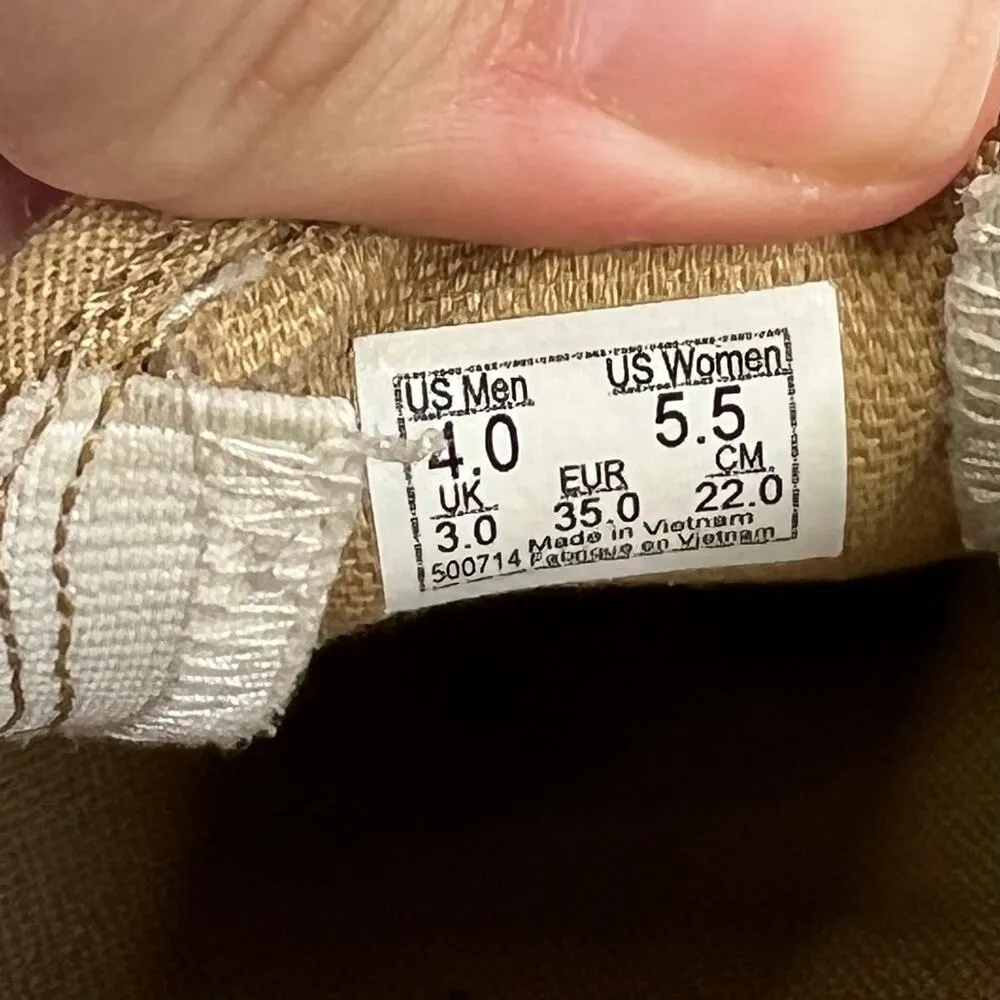 US Men US Women
4.0 5.5
UK EUR CM
3.0 35.0 22.0
500714 Made in Vietnam
Fabrique en Vietnam